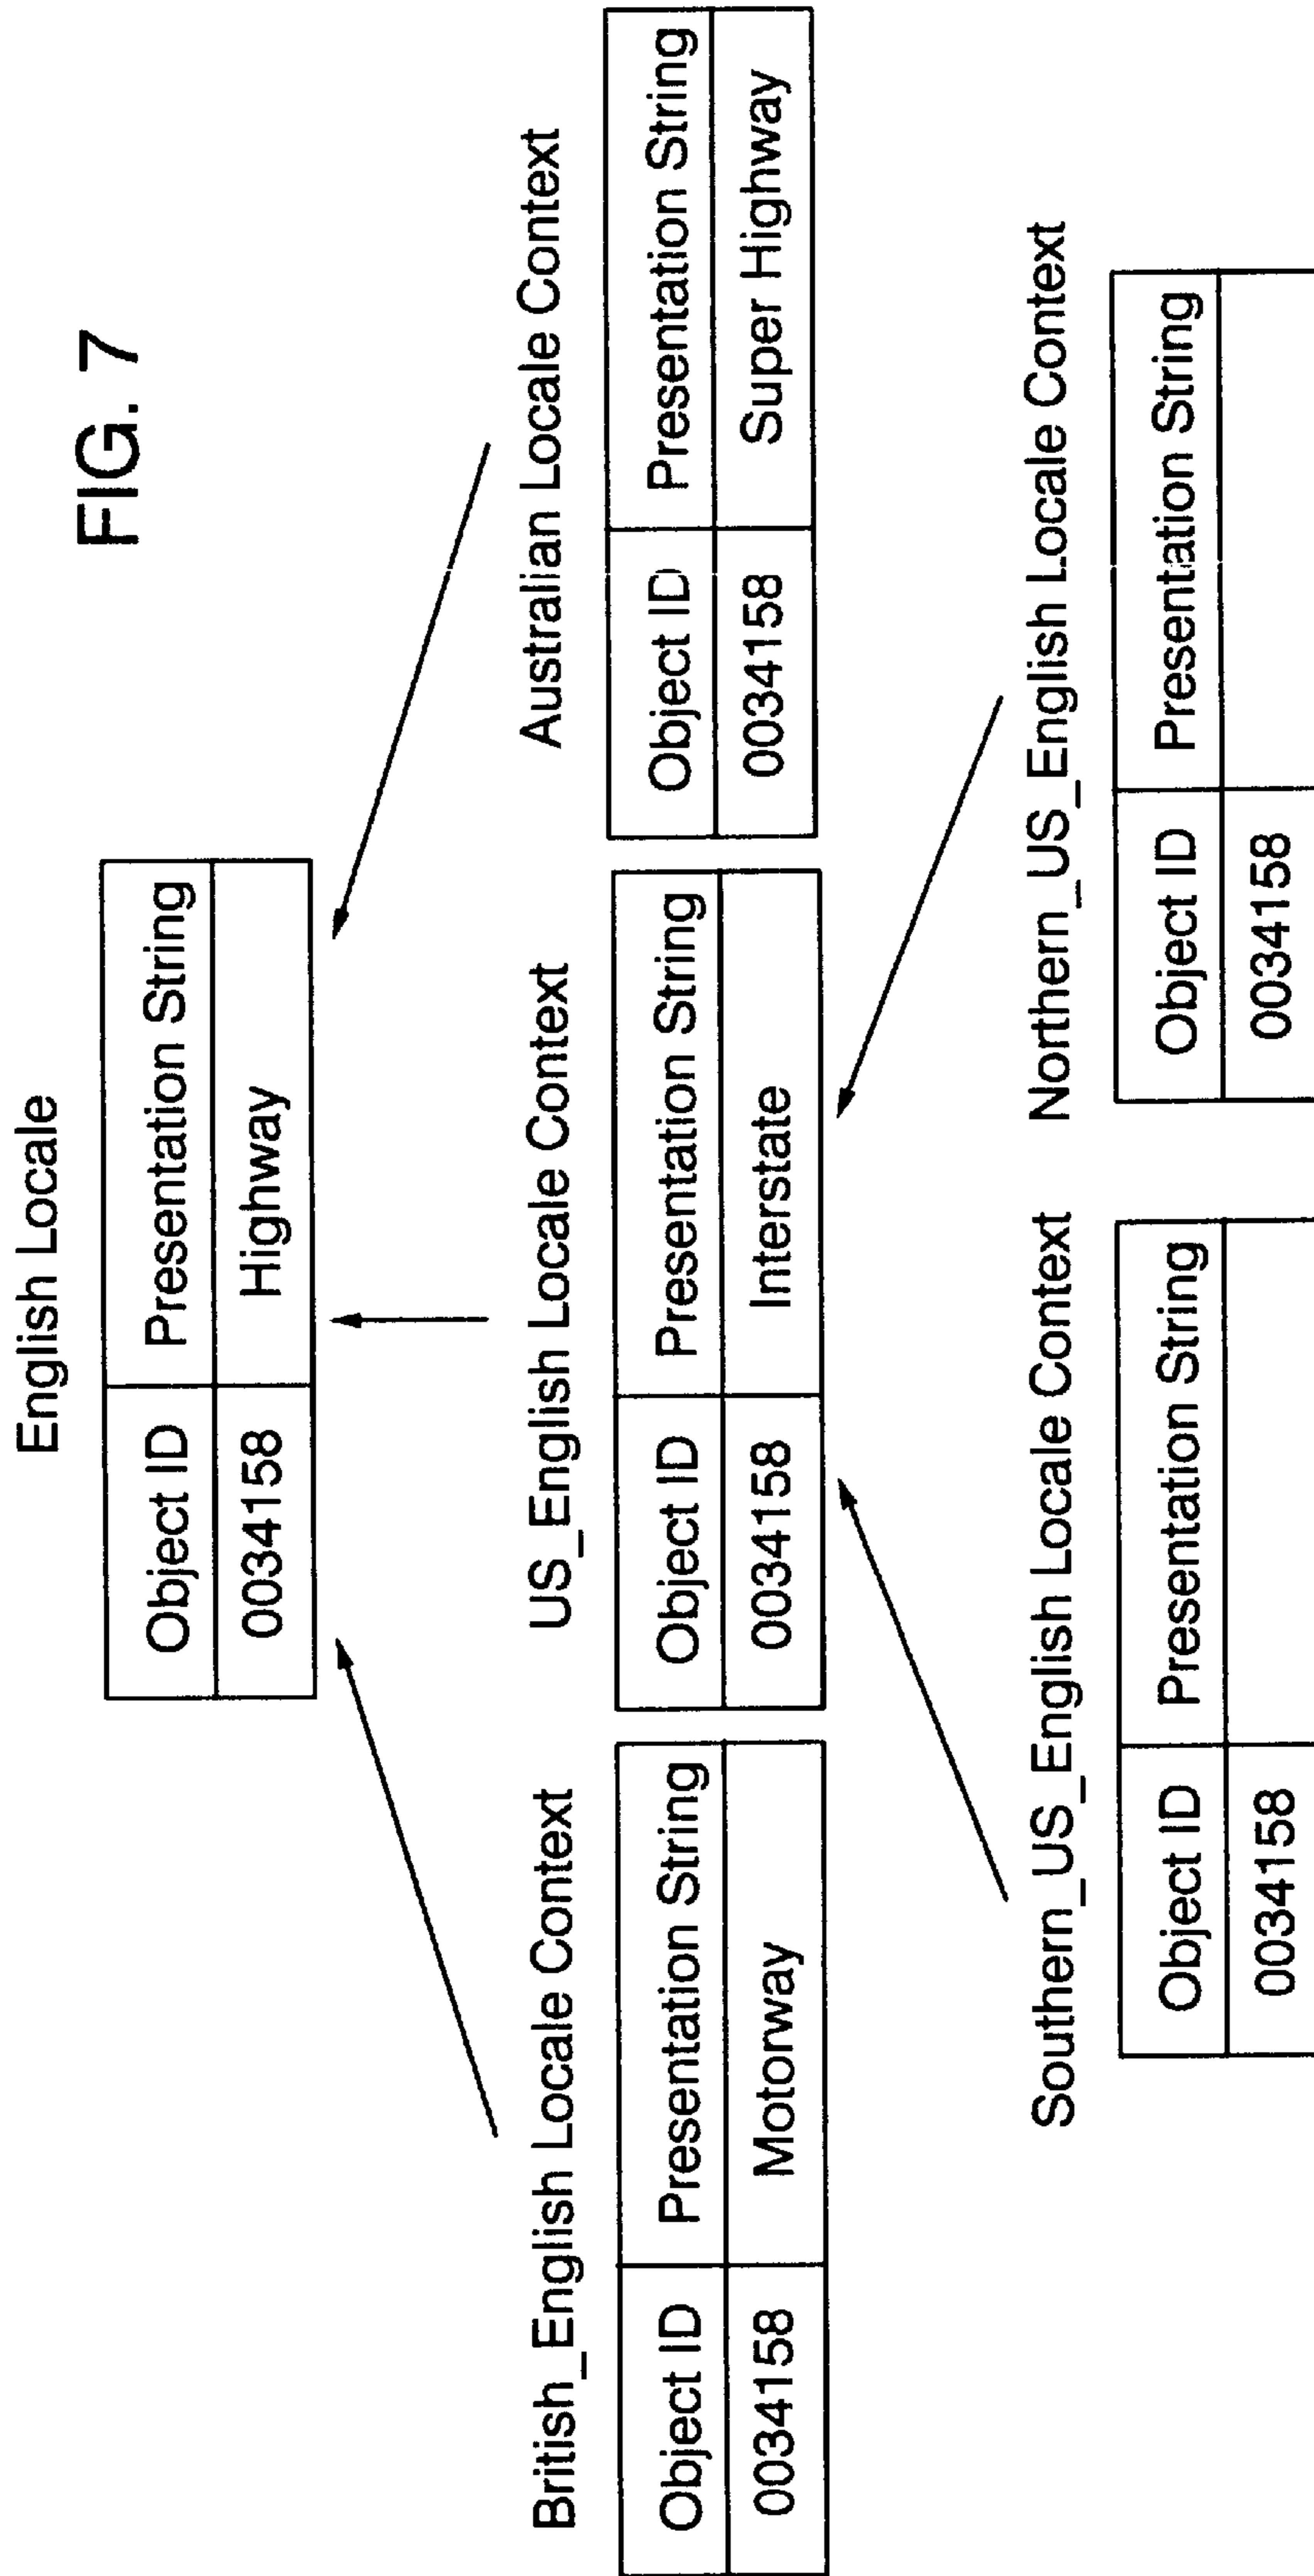 FIG. 7
English Locale
Object ID Presentation String
0034158 Highway
British_English Locale Context
Object ID Presentation String
0034158 Motorway
US_English Locale Context
Object ID Presentation String
0034158 Interstate
Australian Locale Context
Object ID Presentation String
0034158 Super Highway
Southern_US_English Locale Context
Object ID Presentation String
0034158
Northern_US_English Locale Context
Object ID Presentation String
0034158